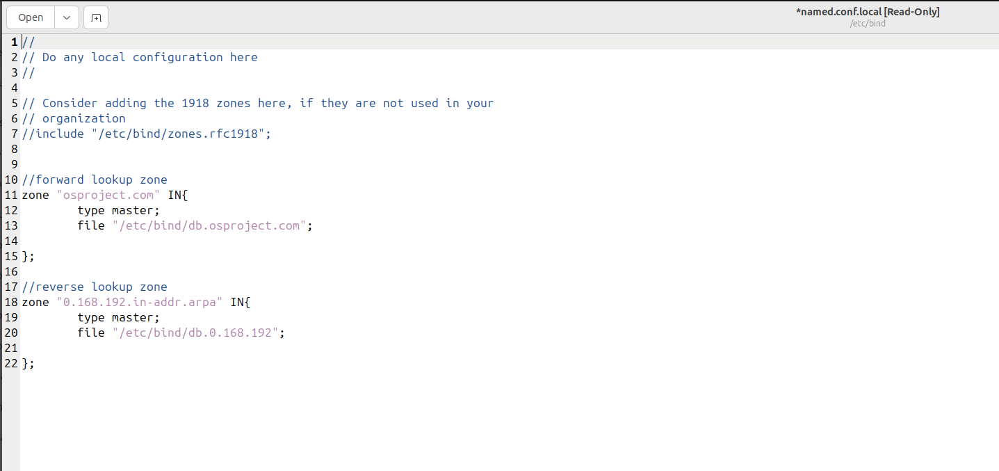 Open
*named.conf.local [Read-Only]
/etc/bind
1 //
2 // Do any local configuration here
3 //
4
5 // Consider adding the 1918 zones here, if they are not used in your
6 // organization
7 //include "/etc/bind/zones.rfc1918";
8
9
10 //forward lookup zone
11 zone "osproject.com" IN{
12         type master;
13         file "/etc/bind/db.osproject.com";
14
15 };
16
17 //reverse lookup zone
18 zone "0.168.192.in-addr.arpa" IN{
19         type master;
20         file "/etc/bind/db.0.168.192";
21
22 };